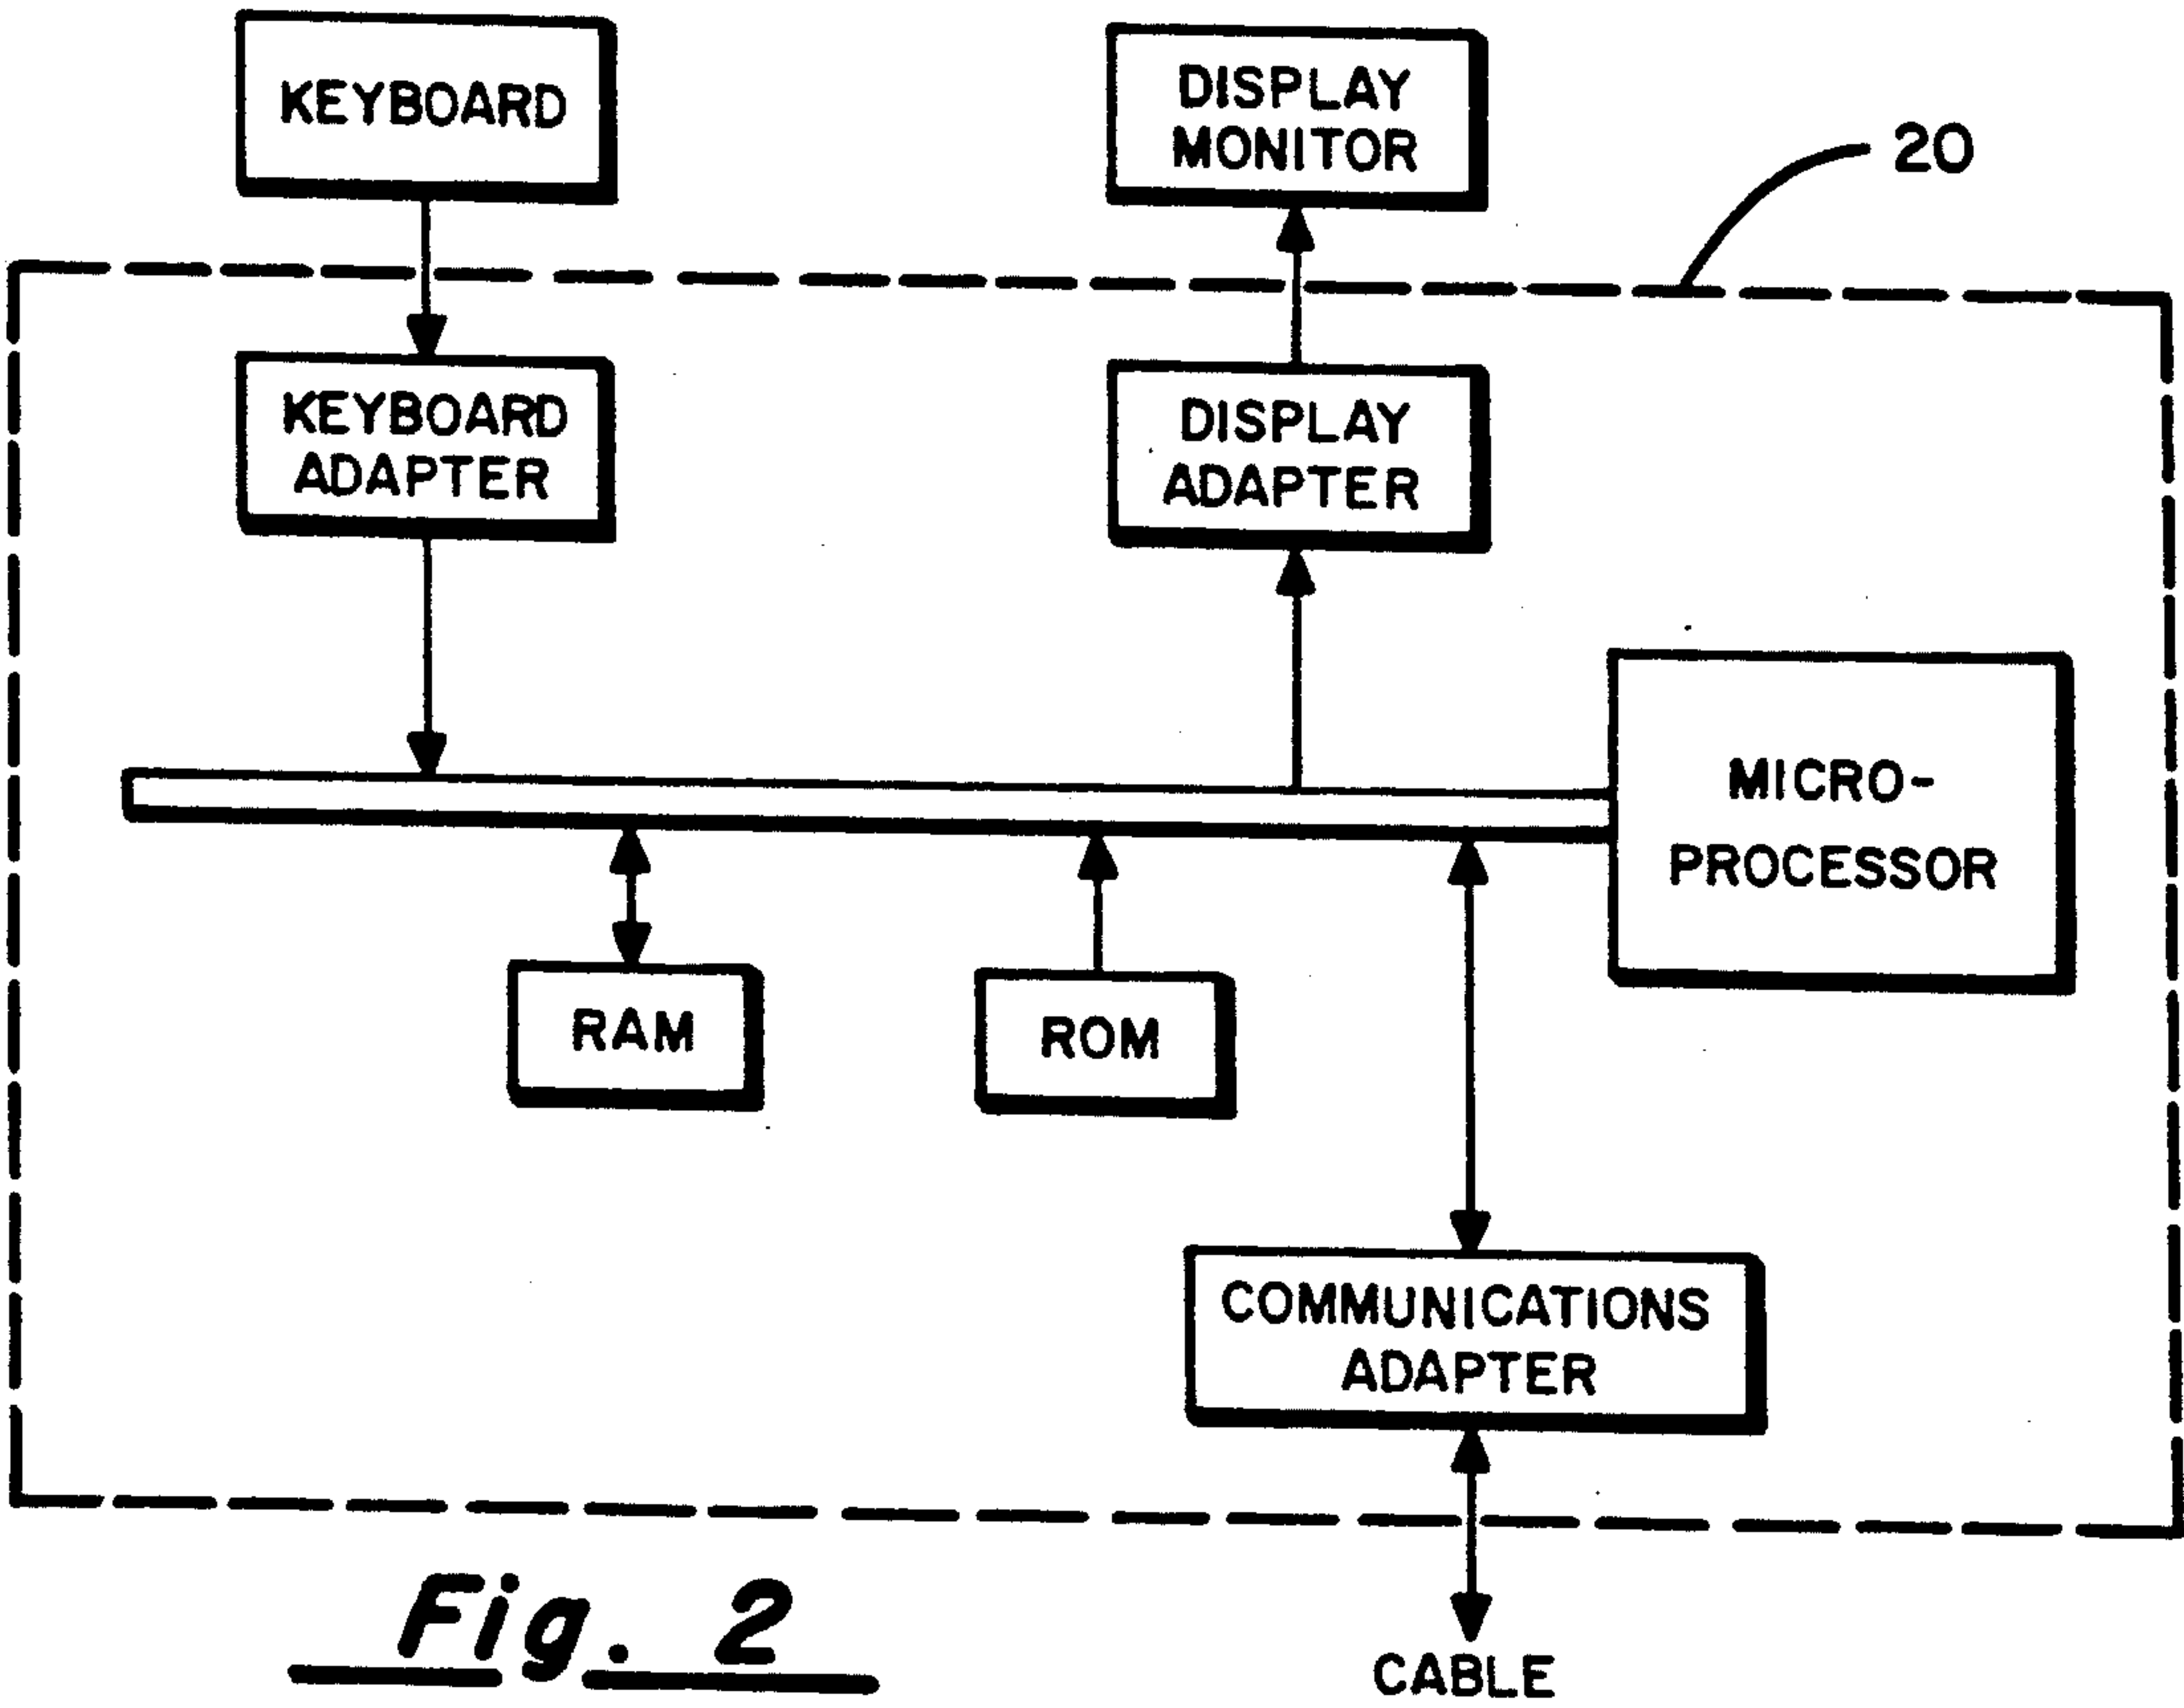 KEYBOARD
DISPLAY
MONITOR
20
KEYBOARD
ADAPTER
DISPLAY
ADAPTER
MICRO-
PROCESSOR
RAM
ROM
COMMUNICATIONS
ADAPTER
Fig. 2
CABLE